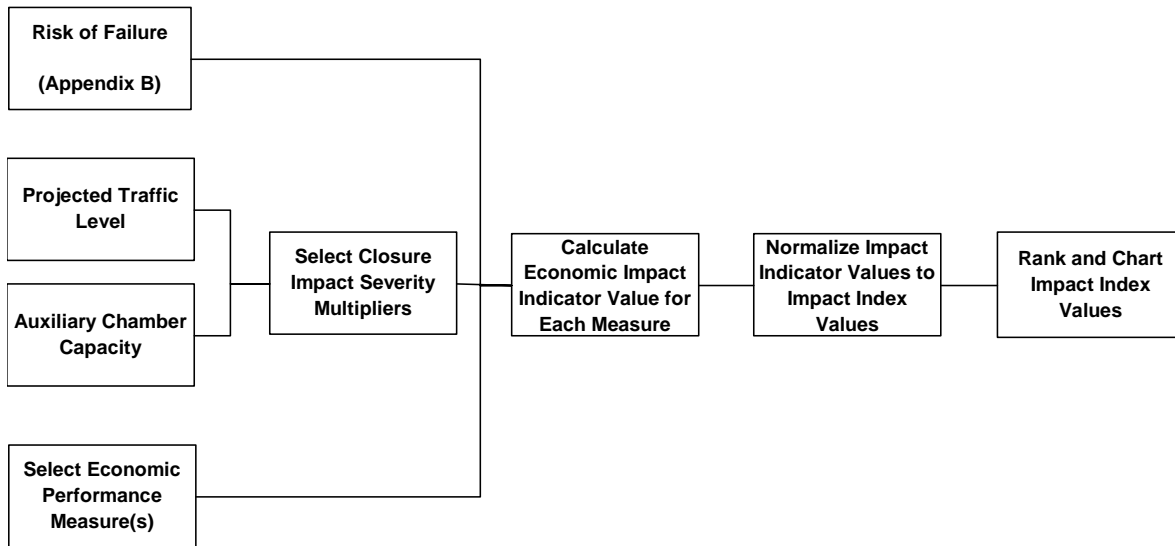 Risk of Failure
(Appendix B)
Projected Traffic
Level
Auxiliary Chamber
Capacity
Select Economic
Performance
Measure(s)
Select Closure
Impact Severity
Multipliers
Calculate
Economic Impact
Indicator Value for
Each Measure
Normalize Impact
Indicator Values to
Impact Index
Values
Rank and Chart
Impact Index
Values